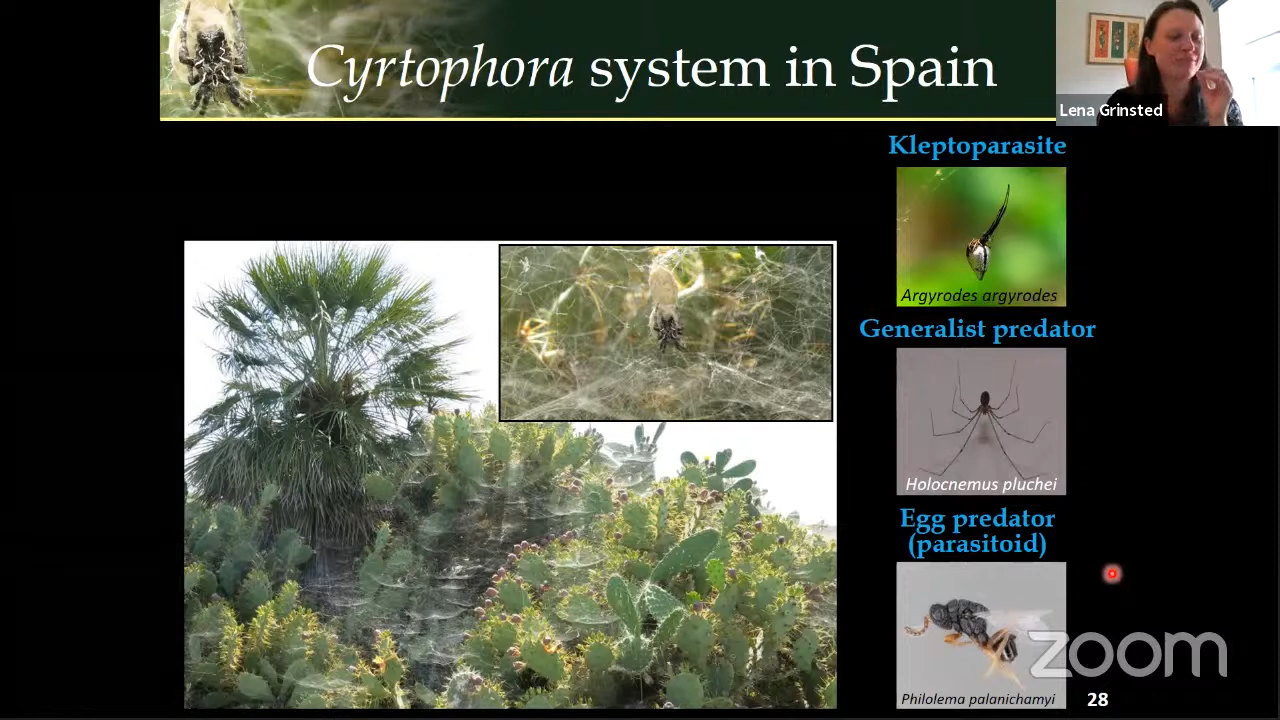 Cyrtophora system in Spain
Lena Grinsted
Kleptoparasite
Argyrodes argyrodes
Generalist predator
Holocnemus pluchei
Egg predator
(parasitoid)
Philolema palanichamyi
zoom
28